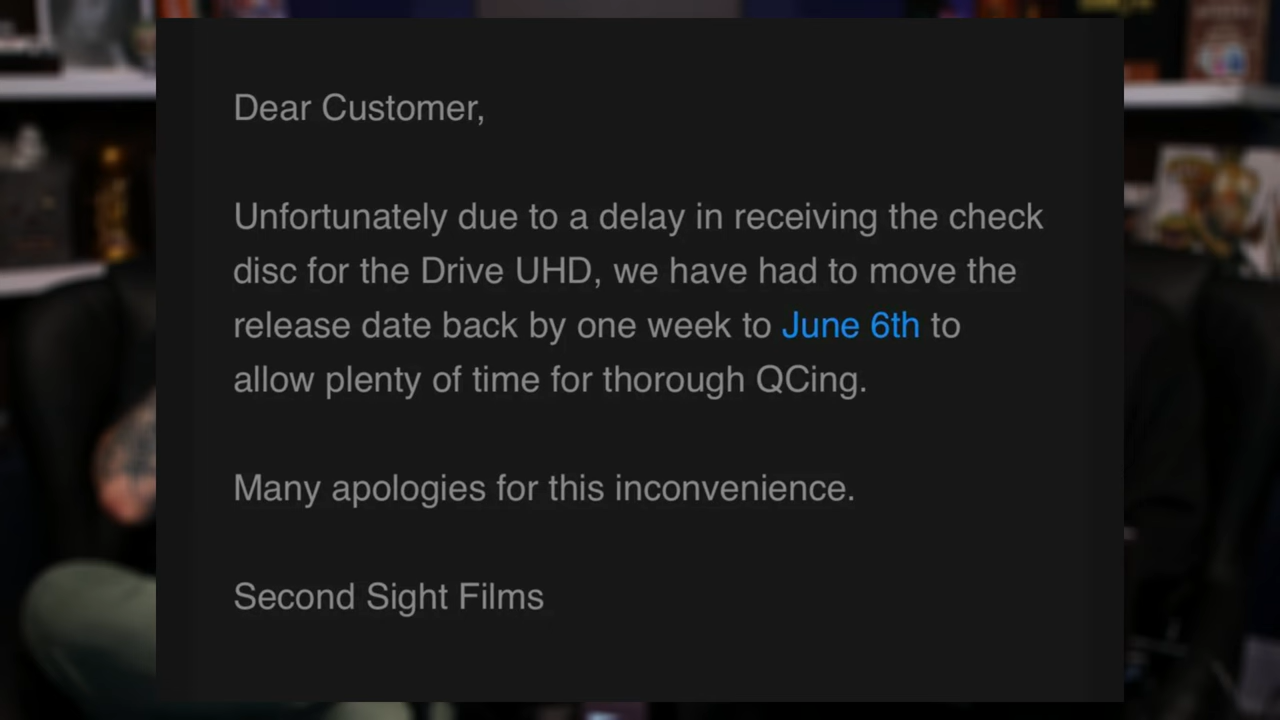 Dear Customer,
Unfortunately due to a delay in receiving the check
disc for the Drive UHD, we have had to move the
release date back by one week to June 6th to
allow plenty of time for thorough QCing.
Many apologies for this inconvenience.
Second Sight Films